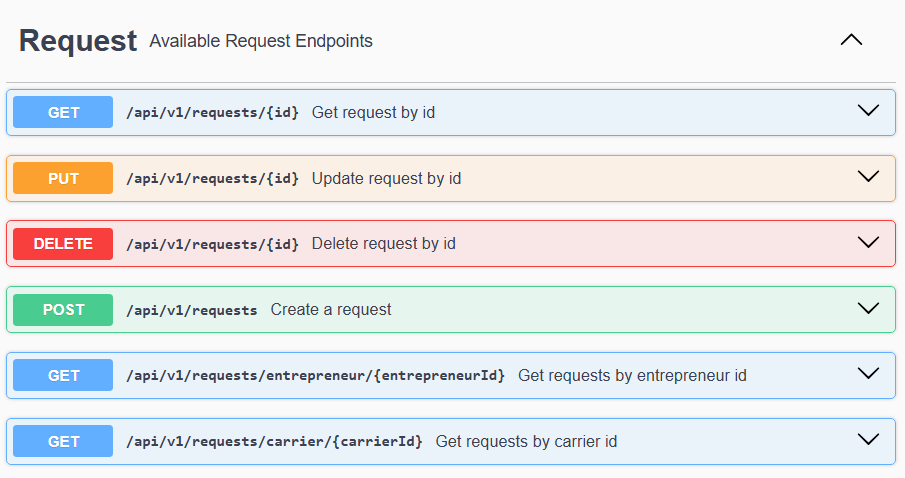 Request Available Request Endpoints
GET /api/v1/requests/{id} Get request by id
PUT /api/v1/requests/{id} Update request by id
DELETE /api/v1/requests/{id} Delete request by id
POST /api/v1/requests Create a request
GET /api/v1/requests/entrepreneur/{entrepreneurId} Get requests by entrepreneur id
GET /api/v1/requests/carrier/{carrierId} Get requests by carrier id